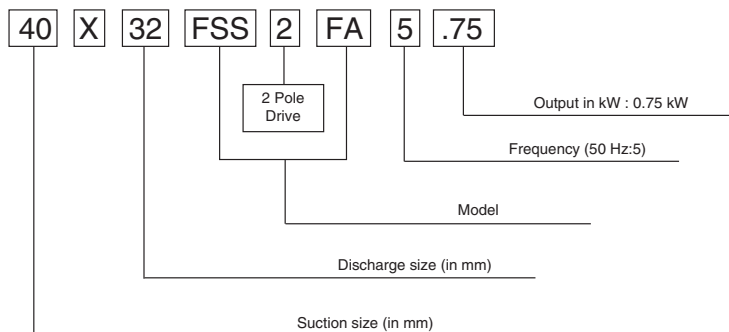 40 X 32 FSS 2 FA 5 .75
2 Pole
Drive
Output in kW : 0.75 kW
Frequency (50 Hz:5)
Model
Discharge size (in mm)
Suction size (in mm)